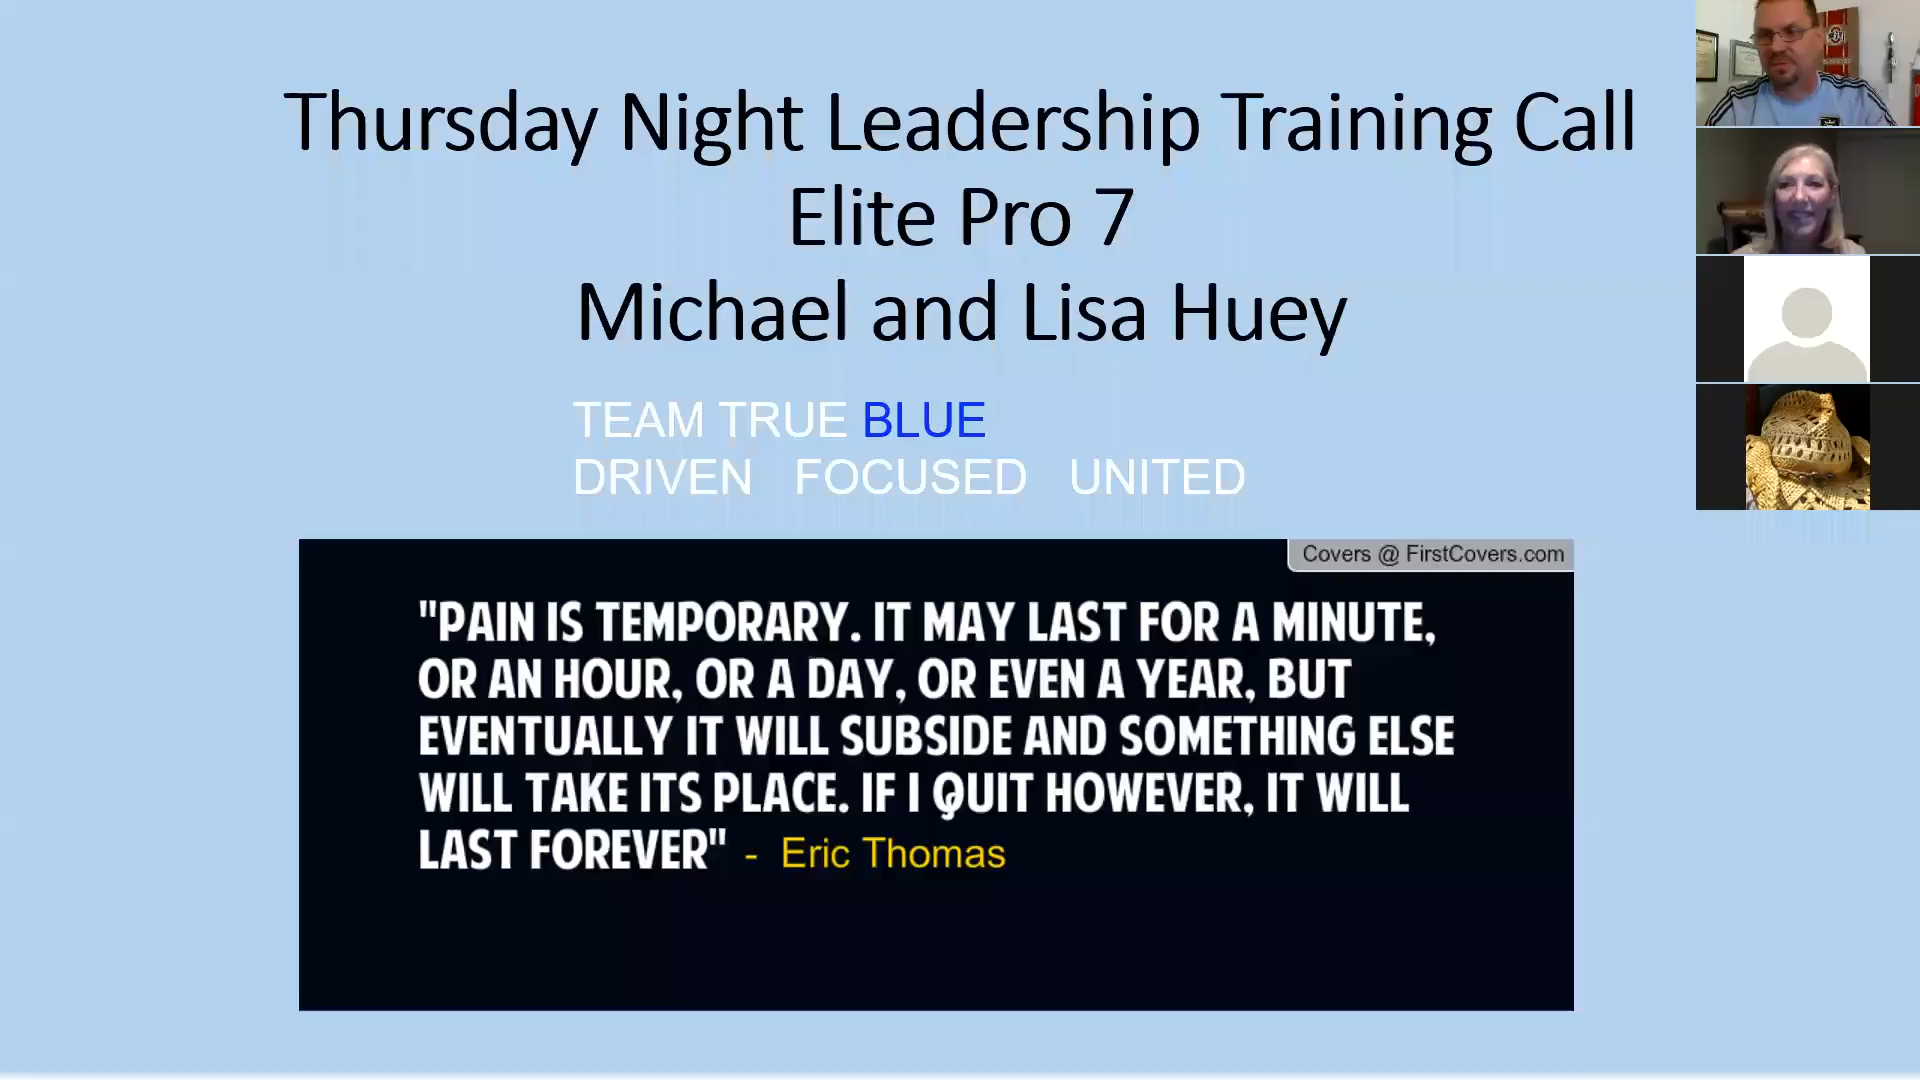 Thursday Night Leadership Training Call
Elite Pro 7
Michael and Lisa Huey
TEAM TRUE BLUE
DRIVEN FOCUSED UNITED
Covers @ FirstCovers.com
"PAIN IS TEMPORARY. IT MAY LAST FOR A MINUTE,
OR AN HOUR, OR A DAY, OR EVEN A YEAR, BUT
EVENTUALLY IT WILL SUBSIDE AND SOMETHING ELSE
WILL TAKE ITS PLACE. IF I QUIT HOWEVER, IT WILL
LAST FOREVER" - Eric Thomas